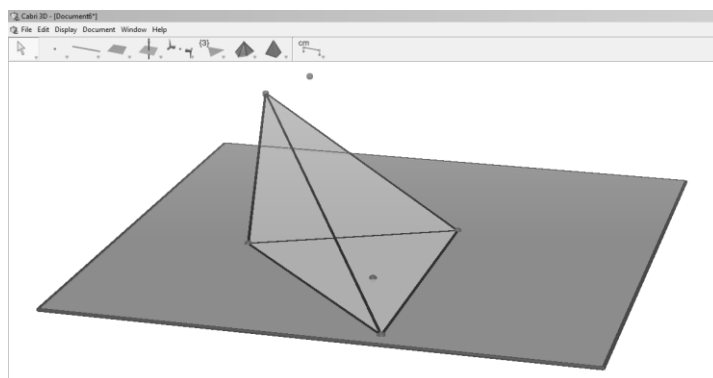 Cabri 3D - [Document6*]
File Edit Display Document Window Help
{3}
cm